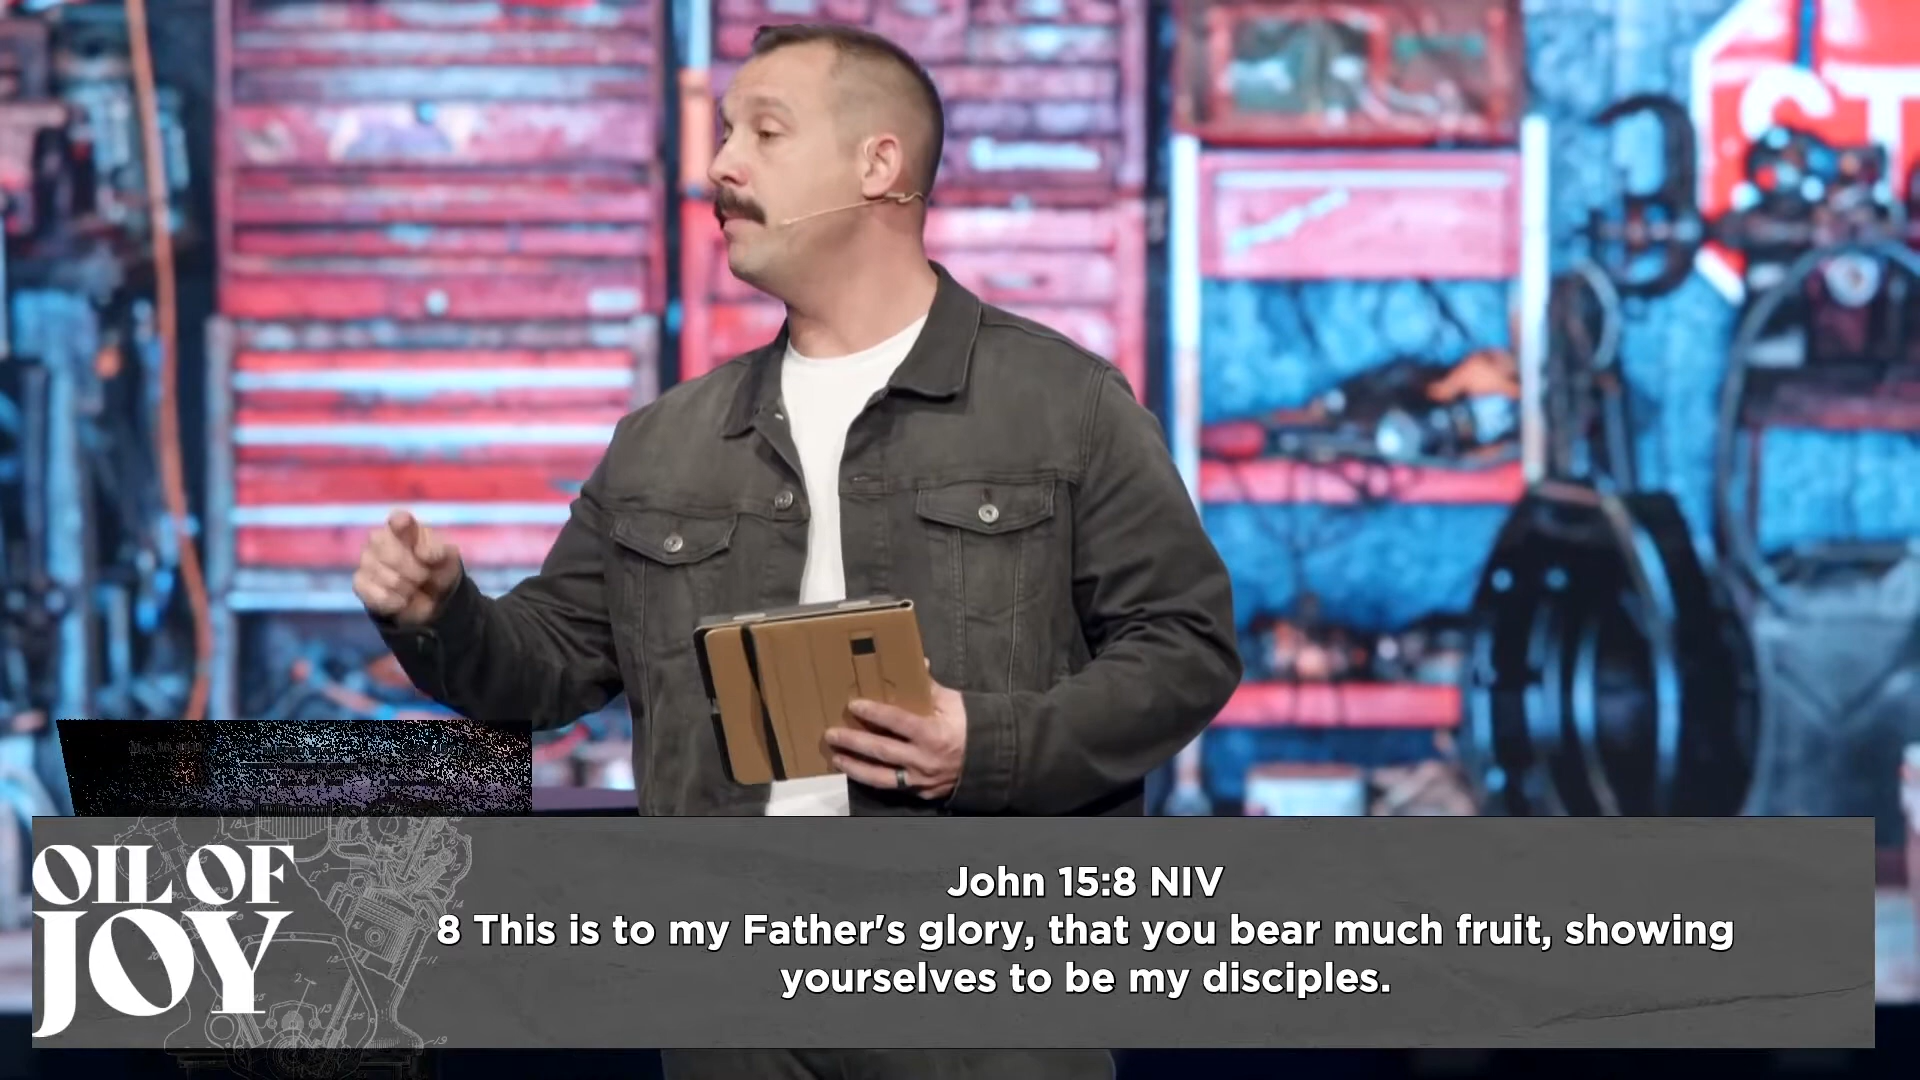 ST
OIL OF
JOY
John 15:8 NIV
8 This is to my Father's glory, that you bear much fruit, showing
yourselves to be my disciples.